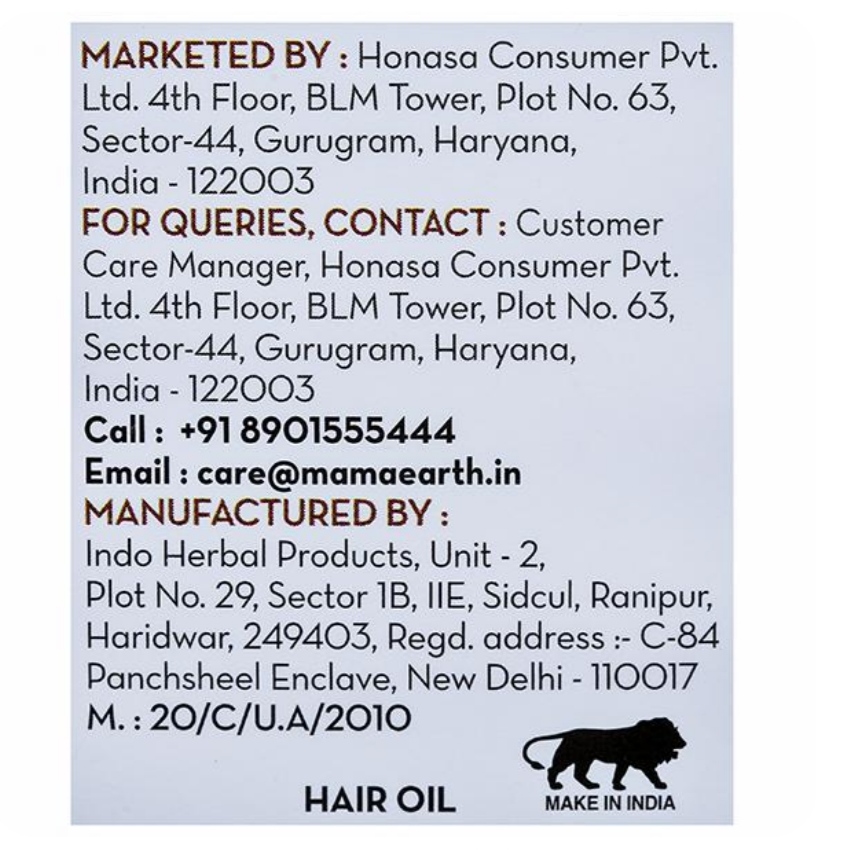 MARKETED BY : Honasa Consumer Pvt.
Ltd. 4th Floor, BLM Tower, Plot No. 63,
Sector-44, Gurugram, Haryana,
India - 122003
FOR QUERIES, CONTACT : Customer
Care Manager, Honasa Consumer Pvt.
Ltd. 4th Floor, BLM Tower, Plot No. 63,
Sector-44, Gurugram, Haryana,
India - 122003
Call : +91 8901555444
Email : care@mamaearth.in
MANUFACTURED BY :
Indo Herbal Products, Unit - 2,
Plot No. 29, Sector 1B, IIE, Sidcul, Ranipur,
Haridwar, 249403, Regd. address :- C-84
Panchsheel Enclave, New Delhi - 110017
M. : 20/C/U.A/2010
HAIR OIL
MAKE IN INDIA